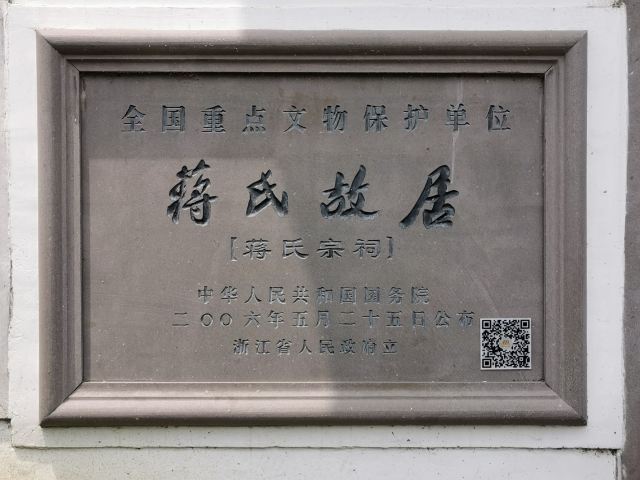 全国重点文物保护单位
蒋氏故居
[蒋氏宗祠]
中华人民共和国国务院
二〇〇六年五月二十五日公布
浙江省人民政府立